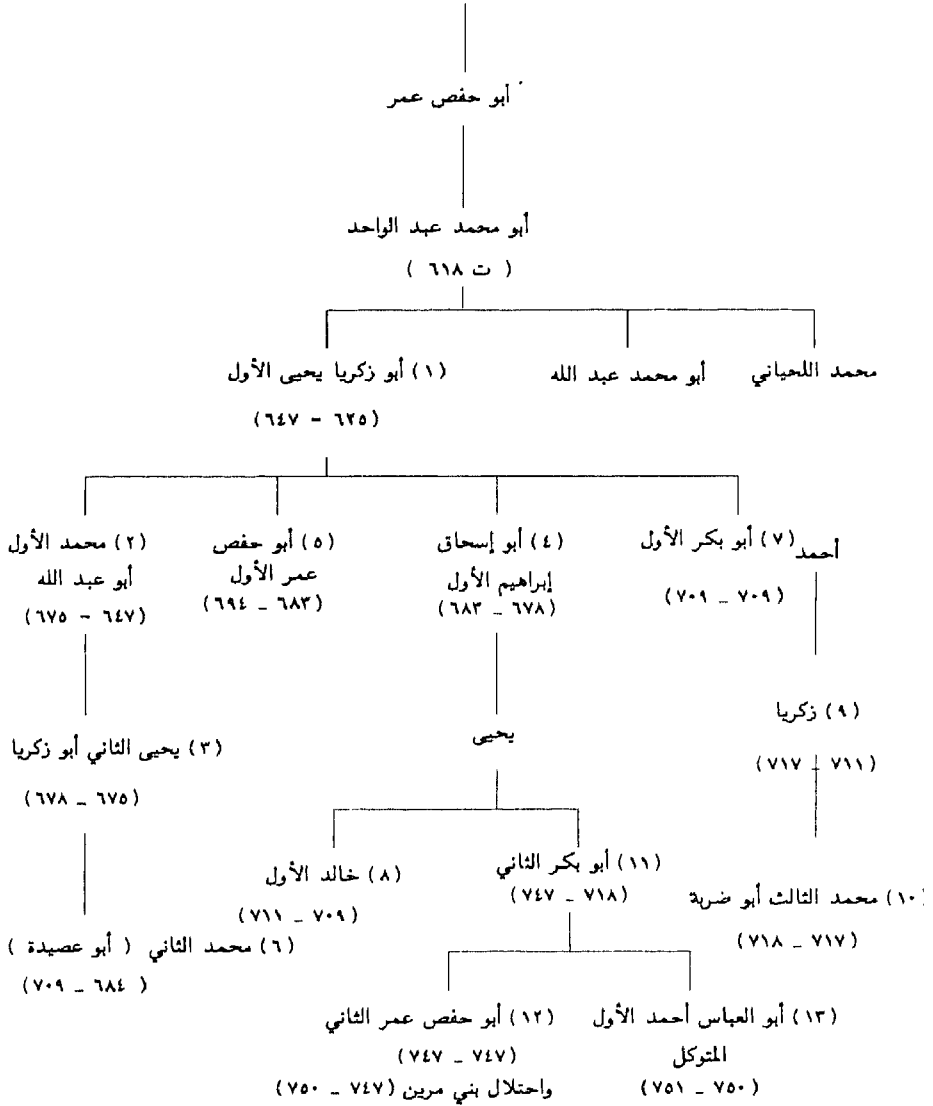 أبو حفص عمر
أبو محمد عبد الواحد
( ت ٦١٨ )
محمد اللحياني
أبو محمد عبد الله
(١) أبو زكريا يحيى الأول
(٦٢٥ - ٦٤٧)
أحمد
(٧) أبو بكر الأول
(٧٠٩ _ ٧٠٩)
(٤) أبو إسحاق
إبراهيم الأول
(٦٧٨ _ ٦٨٣)
(٥) أبو حفص
عمر الأول
(٦٨٣ _ ٦٩٤)
(٢) محمد الأول
أبو عبد الله
(٦٤٧ - ٦٧٥)
(٩) زكريا
(٧١١ _ ٧١٧)
يحيى
(٣) يحيى الثاني أبو زكريا
(٦٧٥ _ ٦٧٨)
(١٠) محمد الثالث أبو ضربة
(٧١٧ _ ٧١٨)
(١١) أبو بكر الثاني
(٧١٨ _ ٧٤٧)
(٨) خالد الأول
(٧٠٩ _ ٧١١)
(٦) محمد الثاني ( أبو عصيدة )
( ٦٨٤ _ ٧٠٩)
(١٣) أبو العباس أحمد الأول
المتوكل
(٧٥٠ _ ٧٥١)
(١٢) أبو حفص عمر الثاني
(٧٤٧ _ ٧٤٧)
واحتلال بني مرين (٧٤٧ _ ٧٥٠)